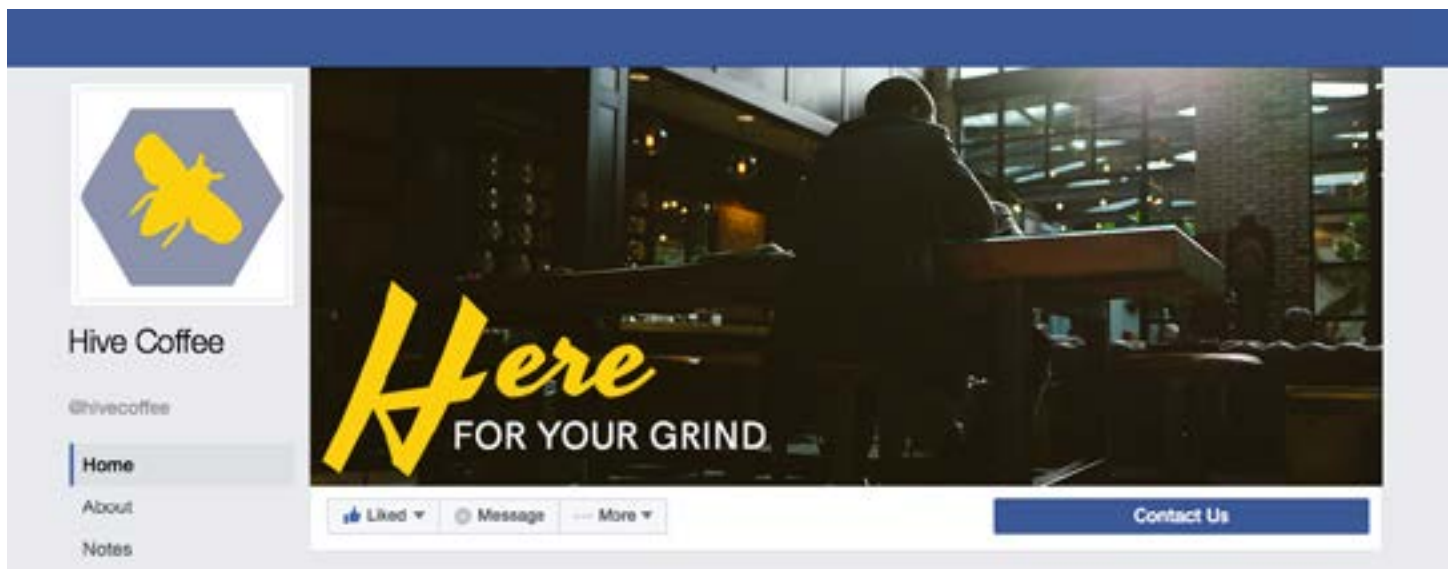 Hive Coffee
@hivecoffee
Home
About
Notes
Here
FOR YOUR GRIND
Liked
Message
More
Contact Us